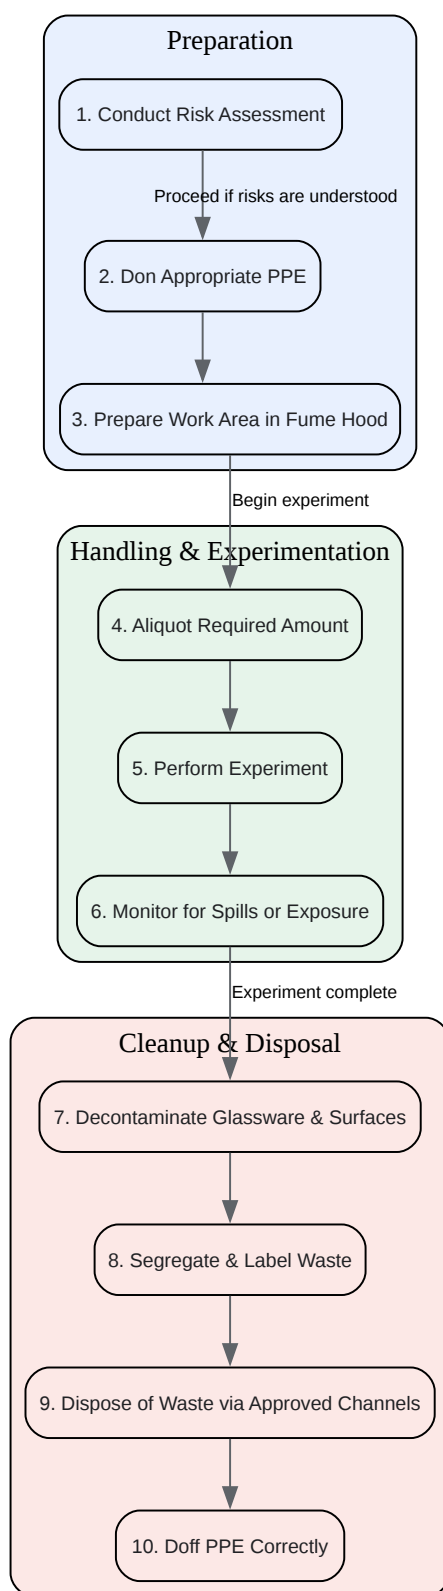 Preparation
1. Conduct Risk Assessment
Proceed if risks are understood
2. Don Appropriate PPE
3. Prepare Work Area in Fume Hood
Begin experiment
Handling & Experimentation
4. Aliquot Required Amount
5. Perform Experiment
6. Monitor for Spills or Exposure
Experiment complete
Cleanup & Disposal
7. Decontaminate Glassware & Surfaces
8. Segregate & Label Waste
9. Dispose of Waste via Approved Channels
10. Doff PPE Correctly